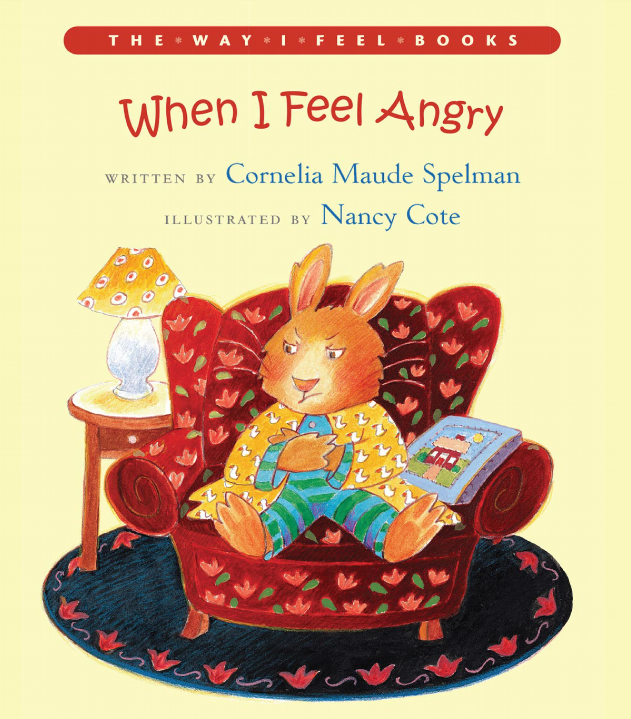 THE * WAY * I * FEEL * BOOKS
When I Feel Angry
WRITTEN BY Cornelia Maude Spelman
ILLUSTRATED BY Nancy Cote